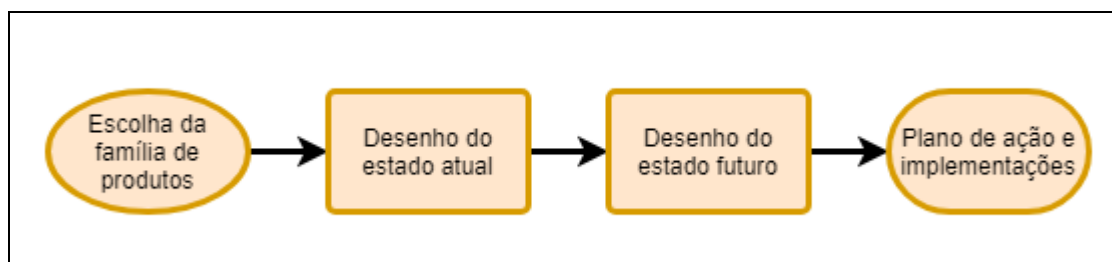 Escolha da
família de
produtos
Desenho do
estado atual
Desenho do
estado futuro
Plano de ação e
implementações